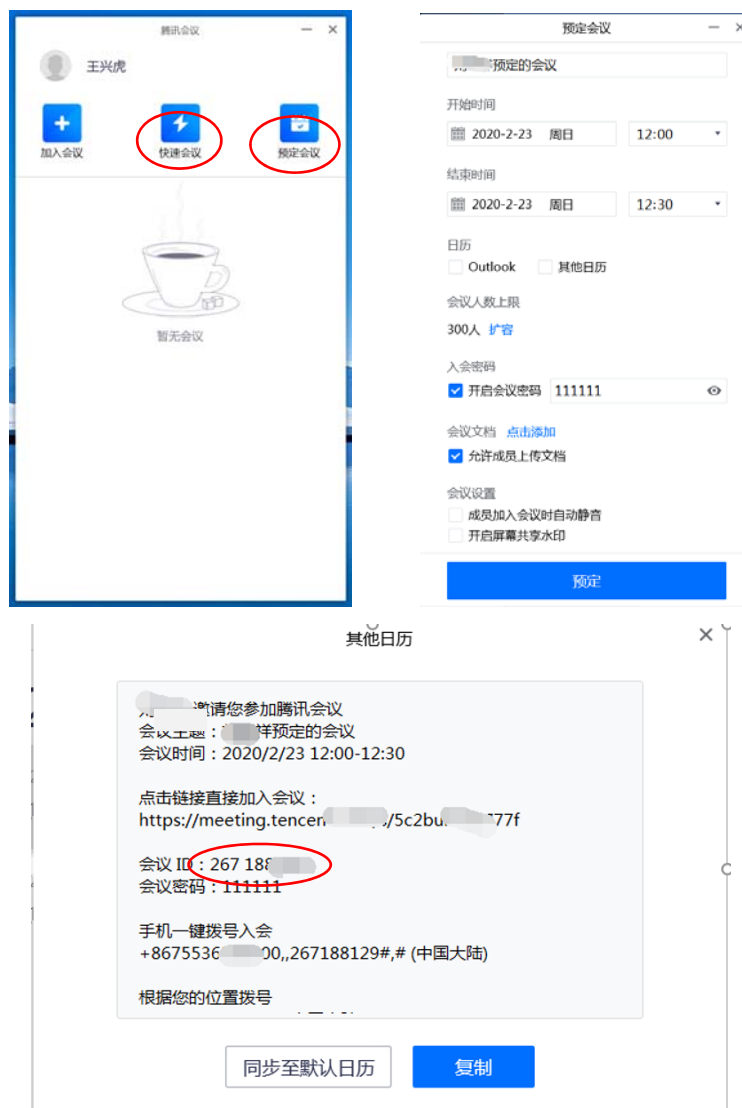 腾讯会议
王兴虎
加入会议
快速会议
预定会议
暂无会议
预定会议
预定的会议
开始时间
2020-2-23 周日 12:00
结束时间
2020-2-23 周日 12:30
日历
Outlook 其他日历
会议人数上限
300人 扩容
入会密码
开启会议密码 111111
会议文档 点击添加
允许成员上传文档
会议设置
成员加入会议时自动静音
开启屏幕共享水印
预定
其他日历
邀请您参加腾讯会议
会议主题：样预定的会议
会议时间：2020/2/23 12:00-12:30
点击链接直接加入会议：
https://meeting.tencen /5c2bu 77f
会议 ID：267 188
会议密码：111111
手机一键拨号入会
+8675536 00,,267188129#,# (中国大陆)
根据您的位置拨号
同步至默认日历
复制